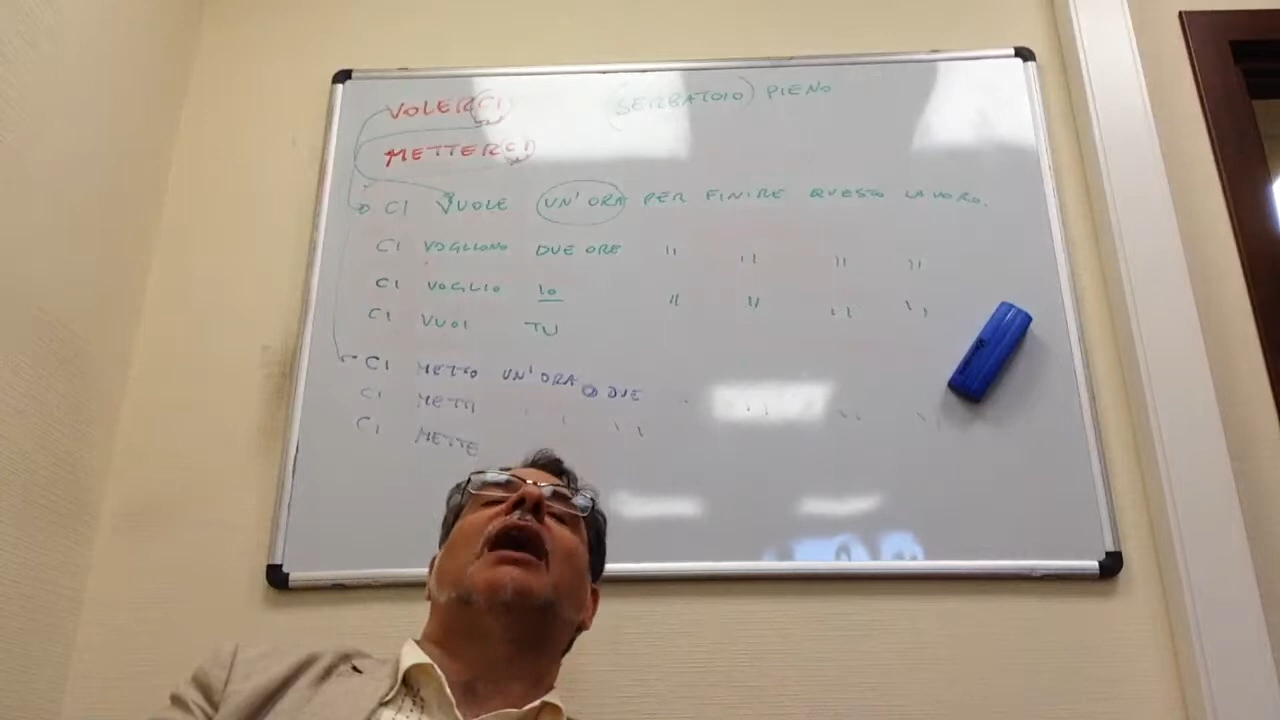 VOLERCI (SERBATOIO) PIENO
METTERCI
CI VUOLE UN'ORA PER FINIRE QUESTO LAVORO.
CI VOGLIONO DUE ORE " " " "
CI VOGLIO IO " " " "
CI VUOI TU
CI METTO UN'ORA O DUE
CI METTI " " " " "
CI METTE